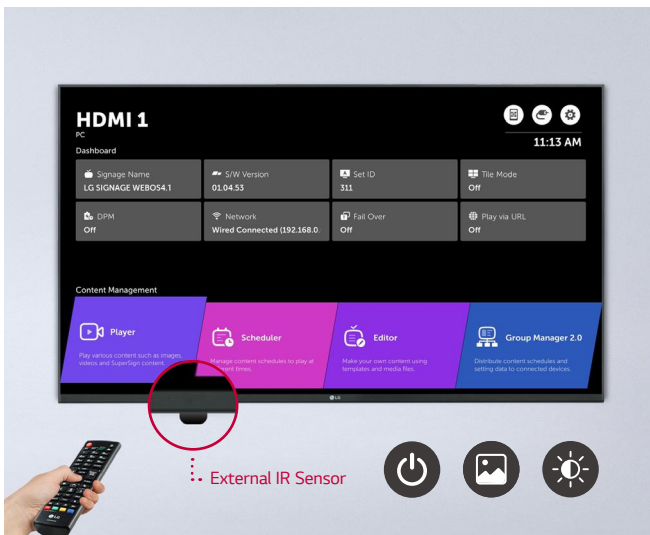 HDMI 1
PC
11:13 AM
Dashboard
Signage Name
LG SIGNAGE WEBOS4.1
S/W Version
01.04.53
Set ID
311
Tile Mode
Off
DPM
Off
Network
Wired Connected (192.168.0.
Fail Over
Off
Play via URL
Off
Content Management
Player
Play various content such as images,
videos and SuperSign content.
Scheduler
Manage content schedules to play at
times.
Editor
Make your own content using
templates and media files.
Group Manager 2.0
Distribute content schedules and
setting data to connected devices.
LG
External IR Sensor
LG